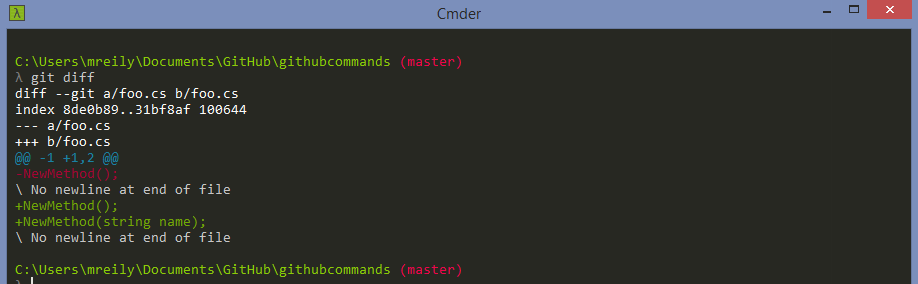 λ
Cmder
C:\Users\mreily\Documents\GitHub\githubcommands (master)
λ git diff
diff --git a/foo.cs b/foo.cs
index 8de0b89..31bf8af 100644
--- a/foo.cs
+++ b/foo.cs
@@ -1 +1,2 @@
-NewMethod();
\ No newline at end of file
+NewMethod();
+NewMethod(string name);
\ No newline at end of file
C:\Users\mreily\Documents\GitHub\githubcommands (master)
λ